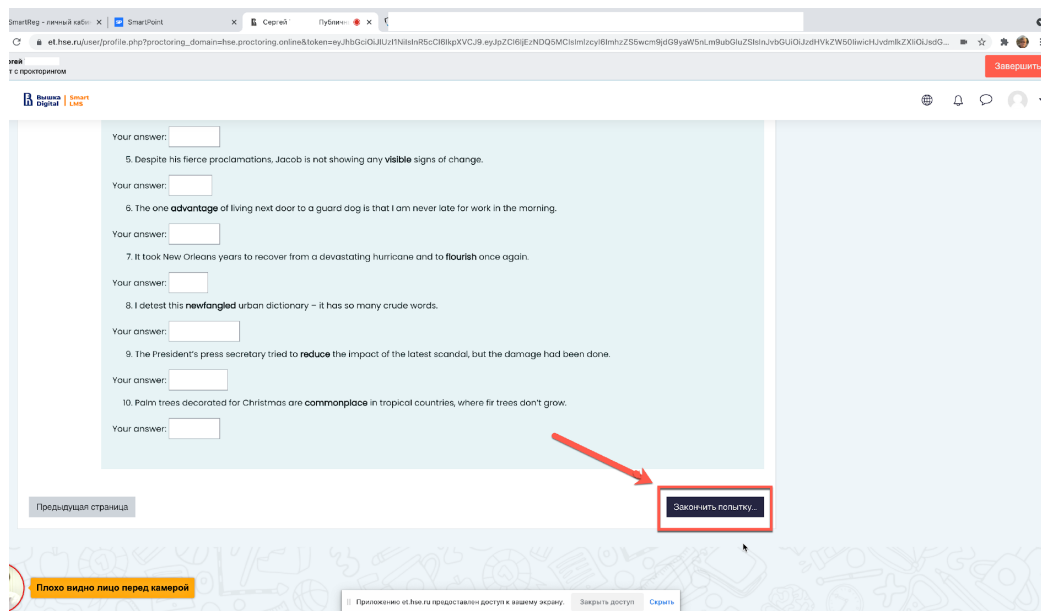 SmartReg - личный каби
SmartPoint
Сергей
Публичн
et.hse.ru/user/profile.php?proctoring_domain=hse.proctoring.online&token=
ргей
т с прокторингом
Завершить
Вышка Digital
Smart LMS
Your answer:
5. Despite his fierce proclamations, Jacob is not showing any visible signs of change.
Your answer:
6. The one advantage of living next door to a guard dog is that I am never late for work in the morning.
Your answer:
7. It took New Orleans years to recover from a devastating hurricane and to flourish once again.
Your answer:
8. I detest this newfangled urban dictionary – it has so many crude words.
Your answer:
9. The President's press secretary tried to reduce the impact of the latest scandal, but the damage had been done.
Your answer:
10. Palm trees decorated for Christmas are commonplace in tropical countries, where fir trees don't grow.
Your answer:
Предыдущая страница
Закончить попытку...
Плохо видно лицо перед камерой
Приложению et.hse.ru предоставлен доступ к вашему экрану.
Закрыть доступ
Скрыть